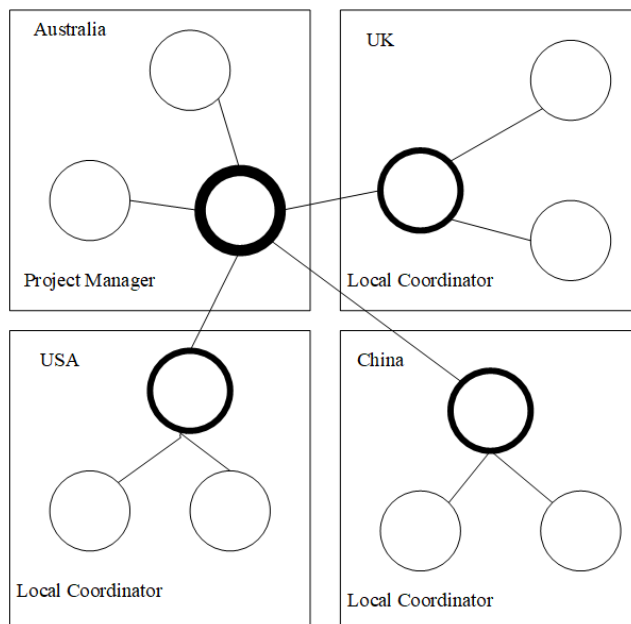 Australia
UK
Project Manager
Local Coordinator
USA
China
Local Coordinator
Local Coordinator